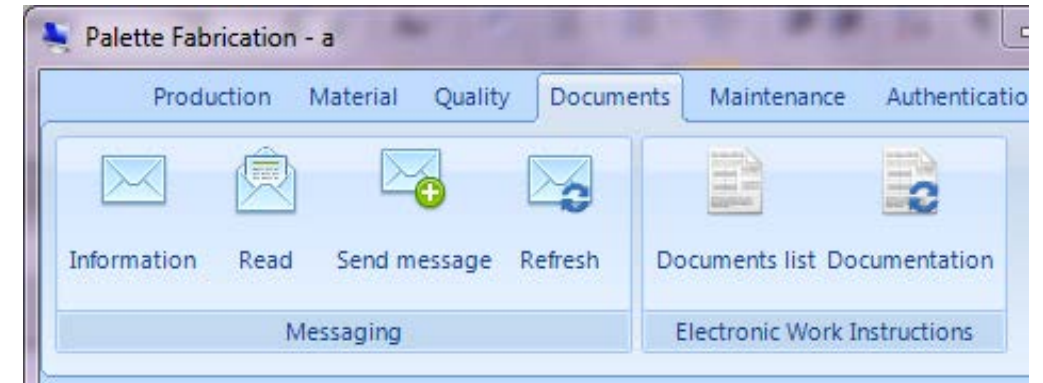 Palette Fabrication - a
Production Material Quality Documents Maintenance Authenticatio
Information Read Send message Refresh Documents list Documentation
Messaging Electronic Work Instructions